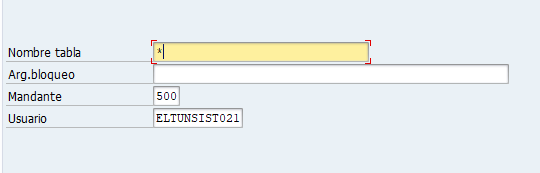 Nombre tabla *
Arg.bloqueo
Mandante 500
Usuario ELTUNSIST021